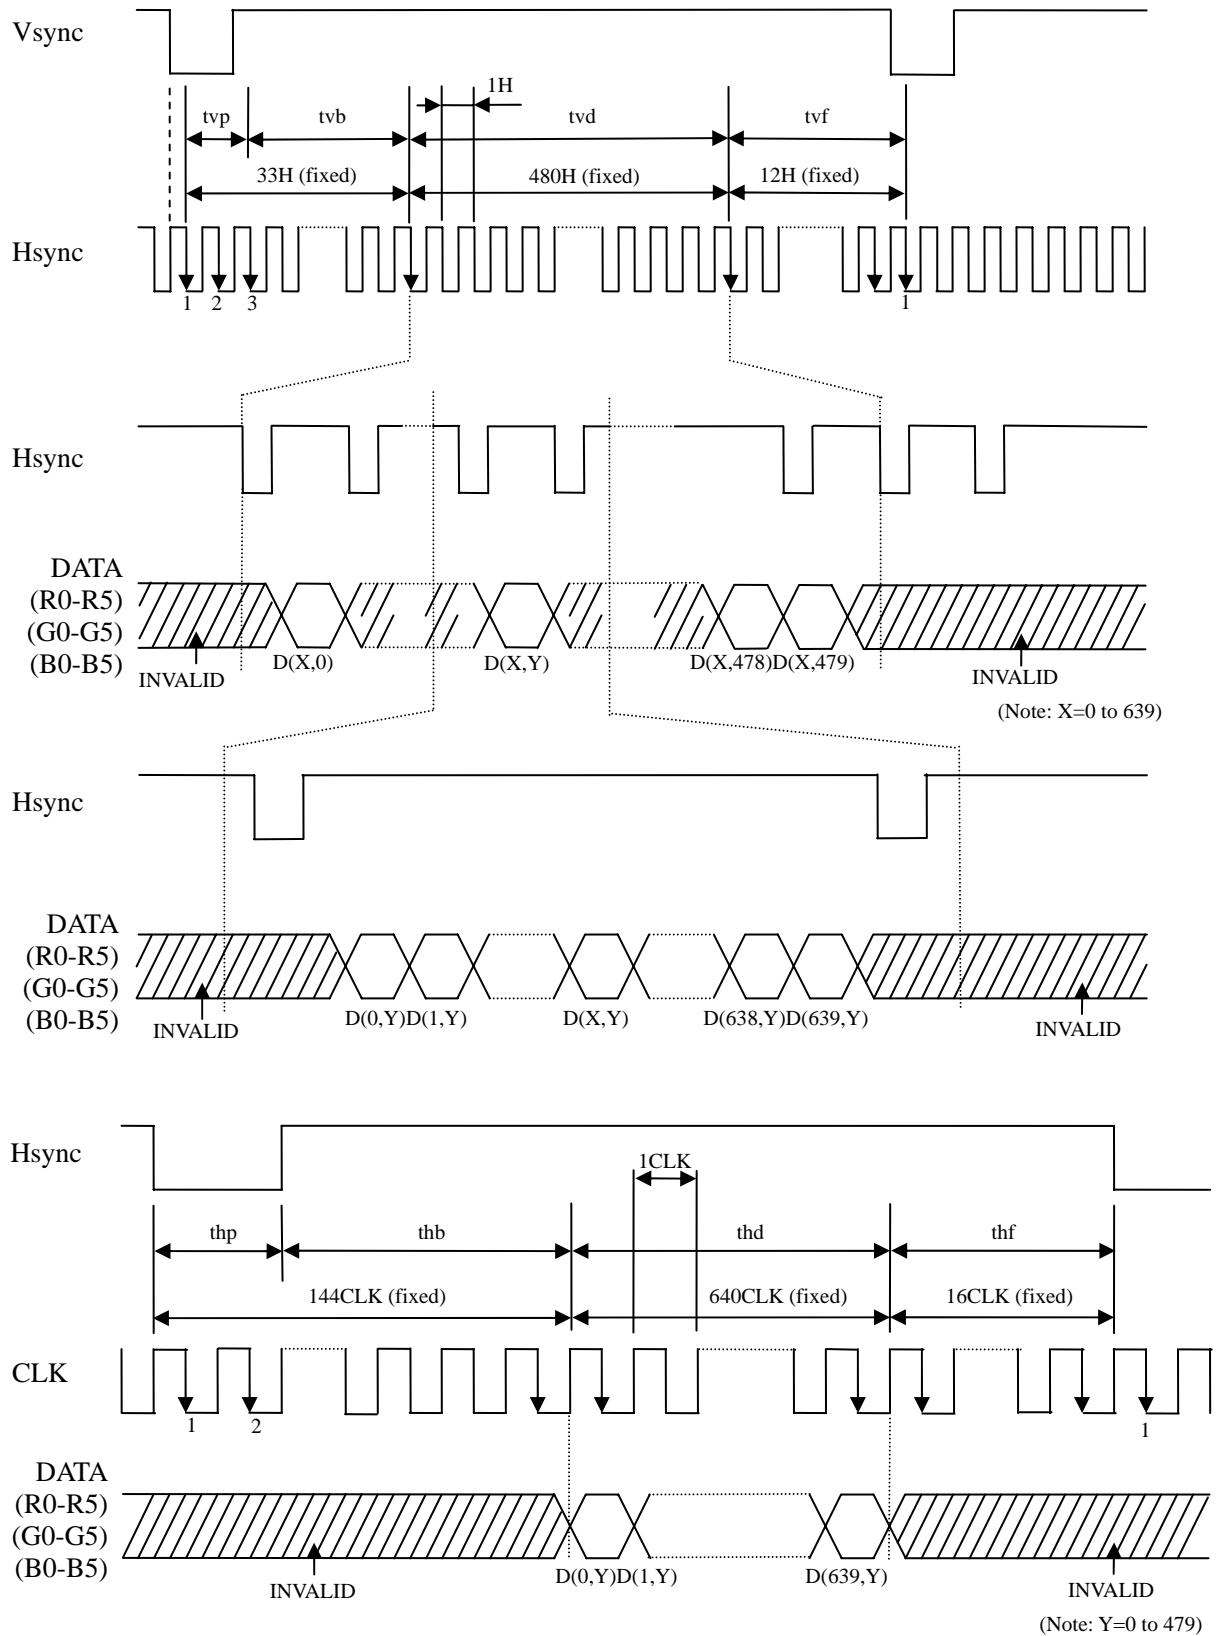 Vsync
1H
tvp tvb tvd tvf
33H (fixed) 480H (fixed) 12H (fixed)
Hsync
1 2 3 1
Hsync
DATA
(R0-R5)
(G0-G5)
(B0-B5)
D(X,0) D(X,Y) D(X,478)D(X,479)
INVALID INVALID
(Note: X=0 to 639)
Hsync
DATA
(R0-R5)
(G0-G5)
(B0-B5)
D(0,Y)D(1,Y) D(X,Y) D(638,Y)D(639,Y)
INVALID INVALID
Hsync
1CLK
thp thb thd thf
144CLK (fixed) 640CLK (fixed) 16CLK (fixed)
CLK
1 2 1
DATA
(R0-R5)
(G0-G5)
(B0-B5)
D(0,Y)D(1,Y) D(639,Y)
INVALID INVALID
(Note: Y=0 to 479)